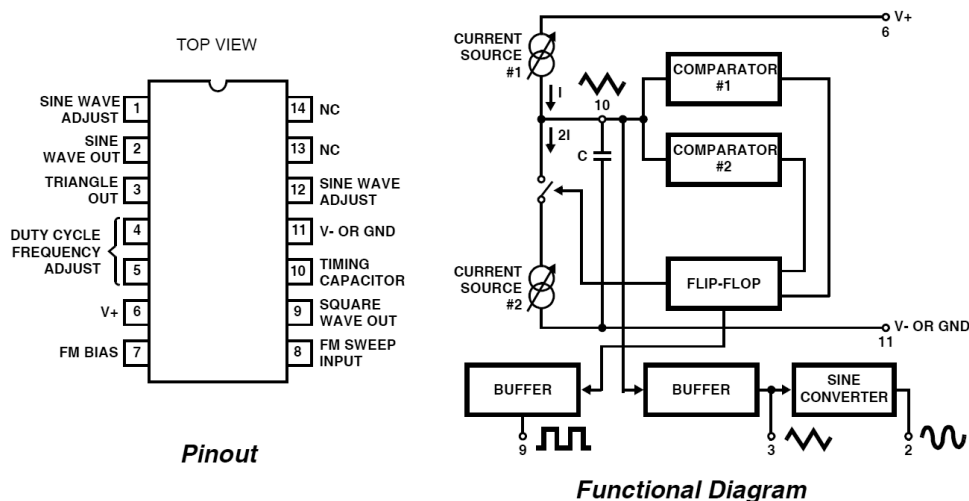 TOP VIEW
SINE WAVE
ADJUST
1
SINE
WAVE OUT
2
TRIANGLE
OUT
3
DUTY CYCLE
FREQUENCY
ADJUST
4
5
V+
6
FM BIAS
7
14
NC
13
NC
12
SINE WAVE
ADJUST
11
V- OR GND
10
TIMING
CAPACITOR
9
SQUARE
WAVE OUT
8
FM SWEEP
INPUT
Pinout
V+
6
CURRENT
SOURCE
#1
I
10
COMPARATOR
#1
2I
C
COMPARATOR
#2
CURRENT
SOURCE
#2
FLIP-FLOP
V- OR GND
11
BUFFER
BUFFER
SINE
CONVERTER
9
3
2
Functional Diagram